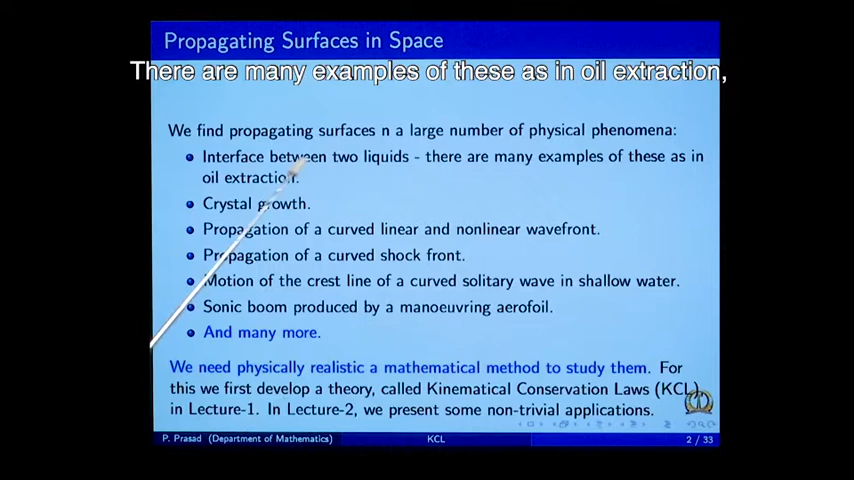 Propagating Surfaces in Space
There are many examples of these as in oil extraction,
We find propagating surfaces n a large number of physical phenomena:
Interface between two liquids - there are many examples of these as in
oil extraction.
Crystal growth.
Propagation of a curved linear and nonlinear wavefront.
Propagation of a curved shock front.
Motion of the crest line of a curved solitary wave in shallow water.
Sonic boom produced by a manoeuvring aerofoil.
And many more.
We need physically realistic a mathematical method to study them. For
this we first develop a theory, called Kinematical Conservation Laws (KCL)
in Lecture-1. In Lecture-2, we present some non-trivial applications.
P. Prasad (Department of Mathematics) KCL 2 / 33